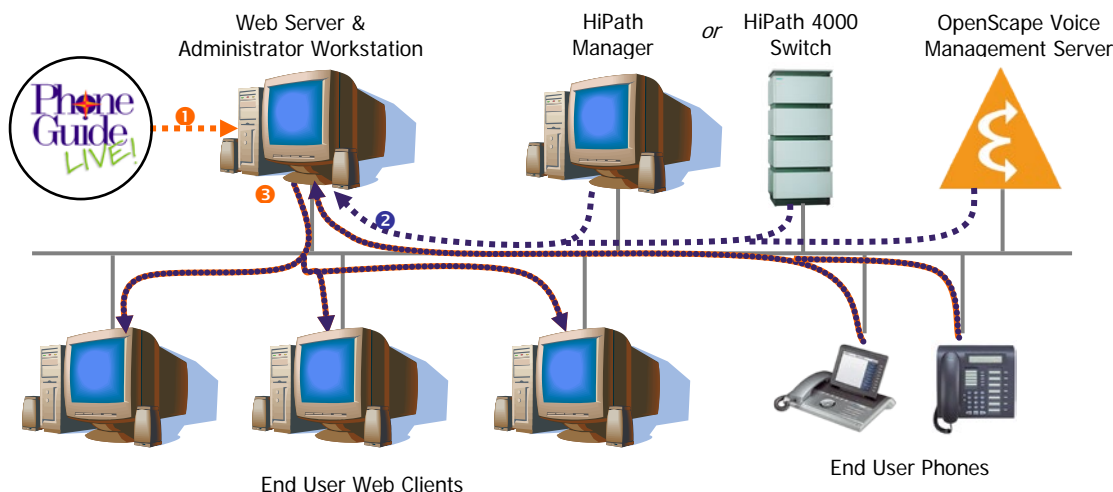 Web Server &
Administrator Workstation
HiPath
Manager
or
HiPath 4000
Switch
OpenScape Voice
Management Server
Phone
Guide
LIVE!
1
2
3
End User Web Clients
End User Phones